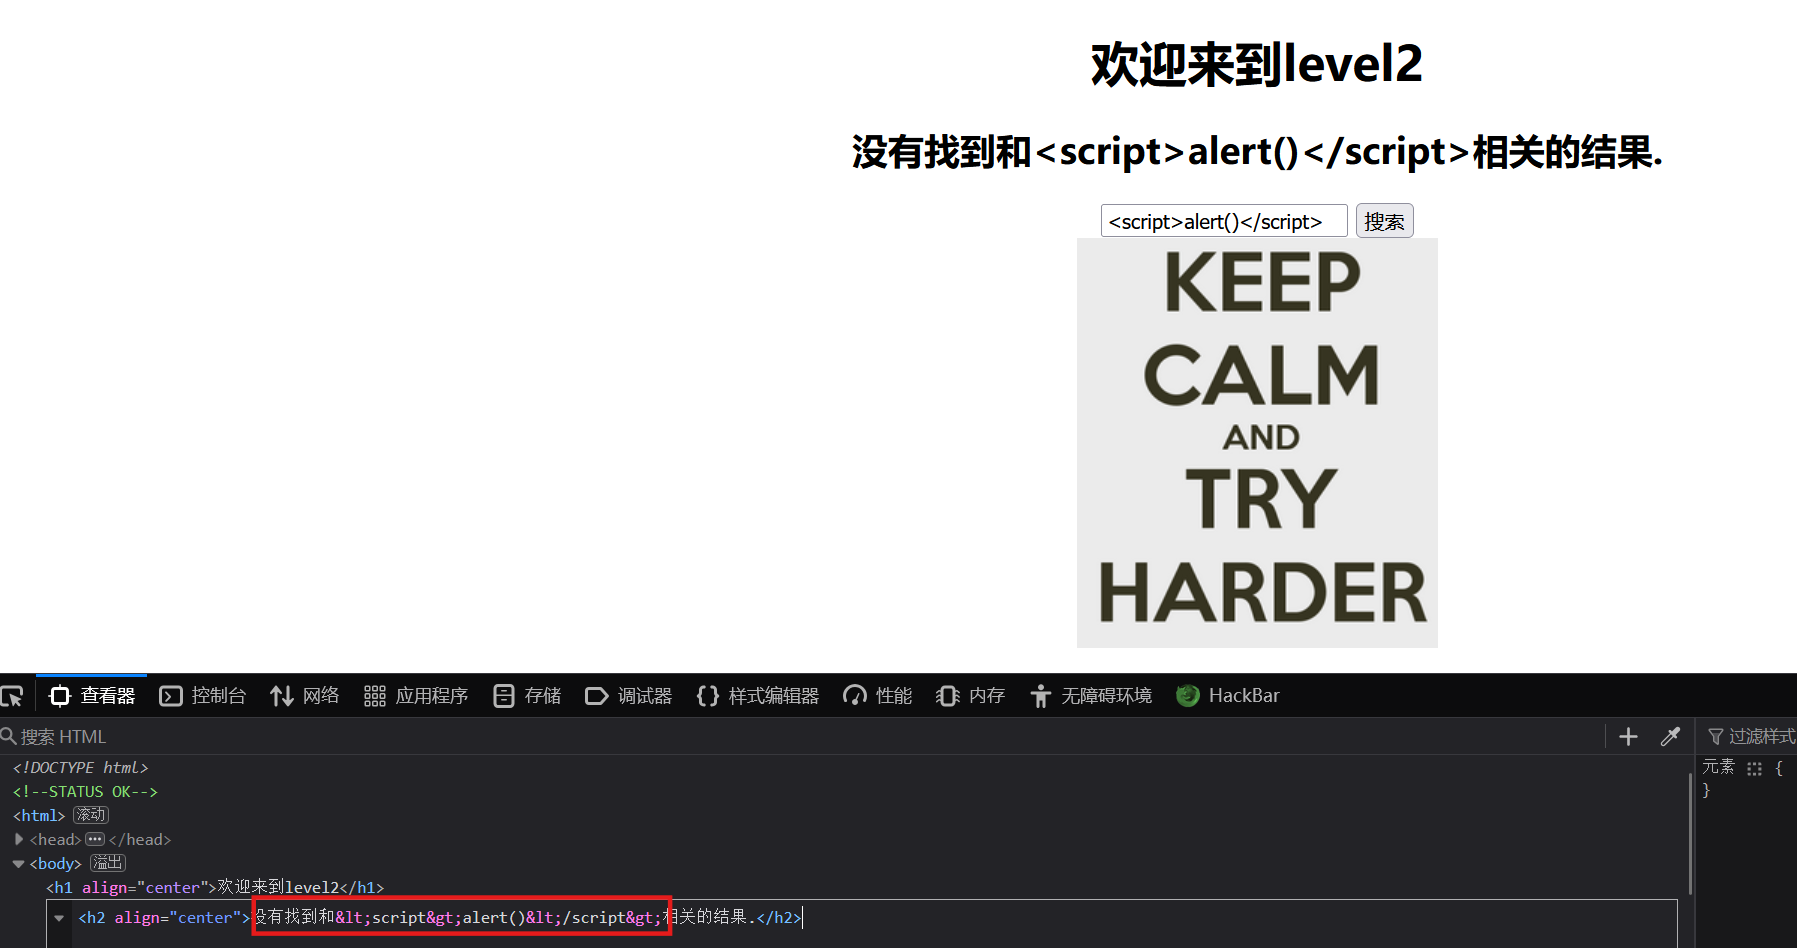 欢迎来到level2
没有找到和<script>alert()</script>相关的结果.
<script>alert()</script> 搜索
KEEP
CALM
AND
TRY
HARDER
查看器 控制台 网络 应用程序 存储 调试器 {} 样式编辑器 性能 内存 无障碍环境 HackBar
搜索 HTML
过滤样式
<!DOCTYPE html>
<!--STATUS OK-->
<html> 滚动
<head> ••• </head>
<body> 溢出
<h1 align="center">欢迎来到level2</h1>
<h2 align="center">没有找到和&lt;script&gt;alert()&lt;/script&gt;相关的结果.</h2>
元素 {
}